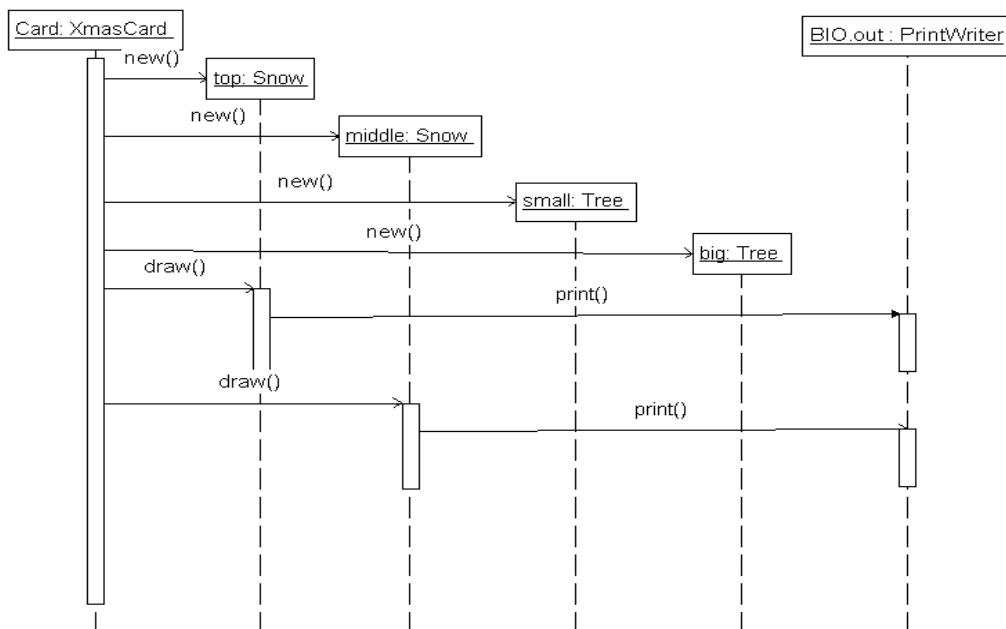 Card: XmasCard
BIO.out : PrintWriter
new()
top: Snow
new()
middle: Snow
new()
small: Tree
new()
big: Tree
draw()
print()
draw()
print()